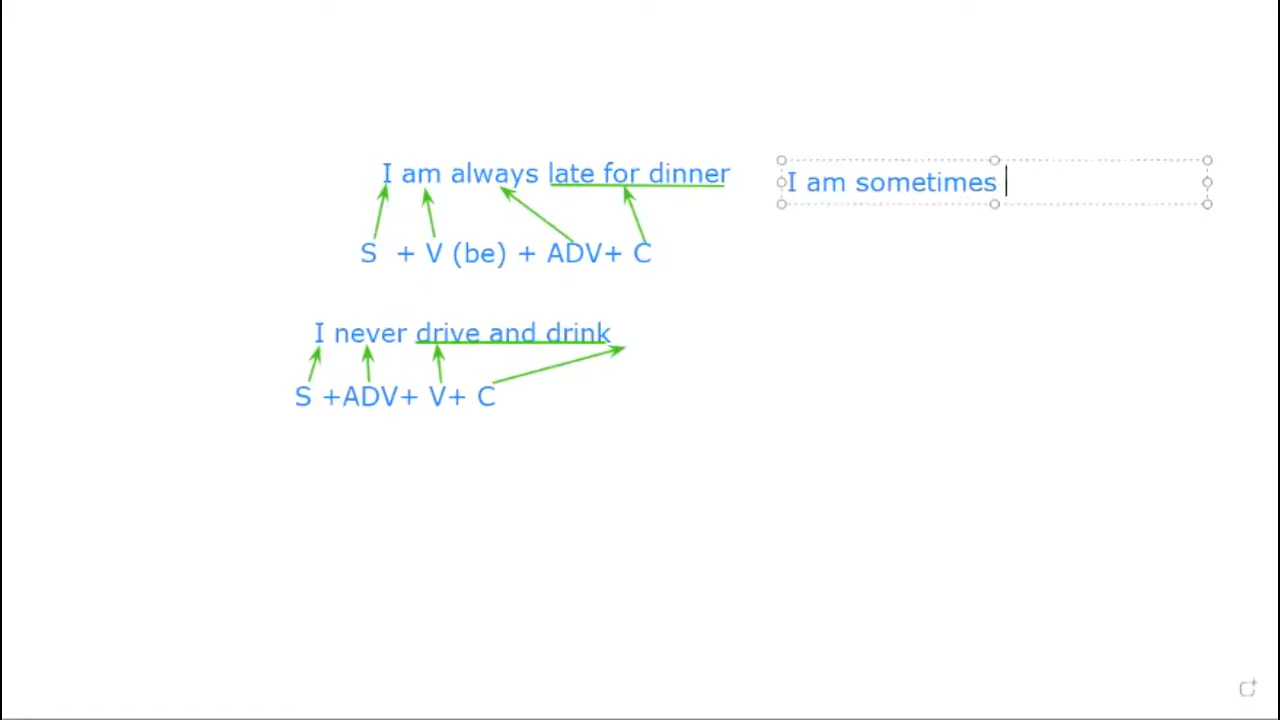 I am always late for dinner
I am sometimes
S + V (be) + ADV+ C
I never drive and drink
S +ADV+ V+ C